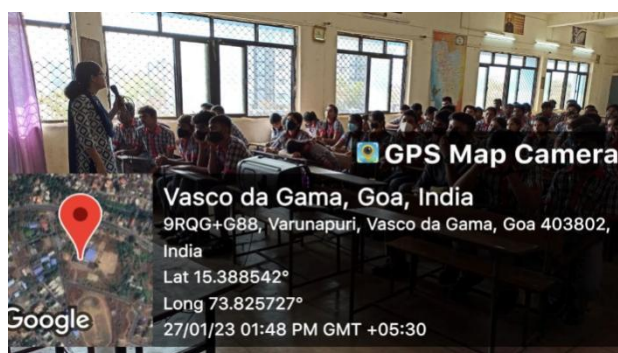 GPS Map Camera
Vasco da Gama, Goa, India
9RQG+G88, Varunapuri, Vasco da Gama, Goa 403802,
India
Lat 15.388542°
Long 73.825727°
27/01/23 01:48 PM GMT +05:30
Google